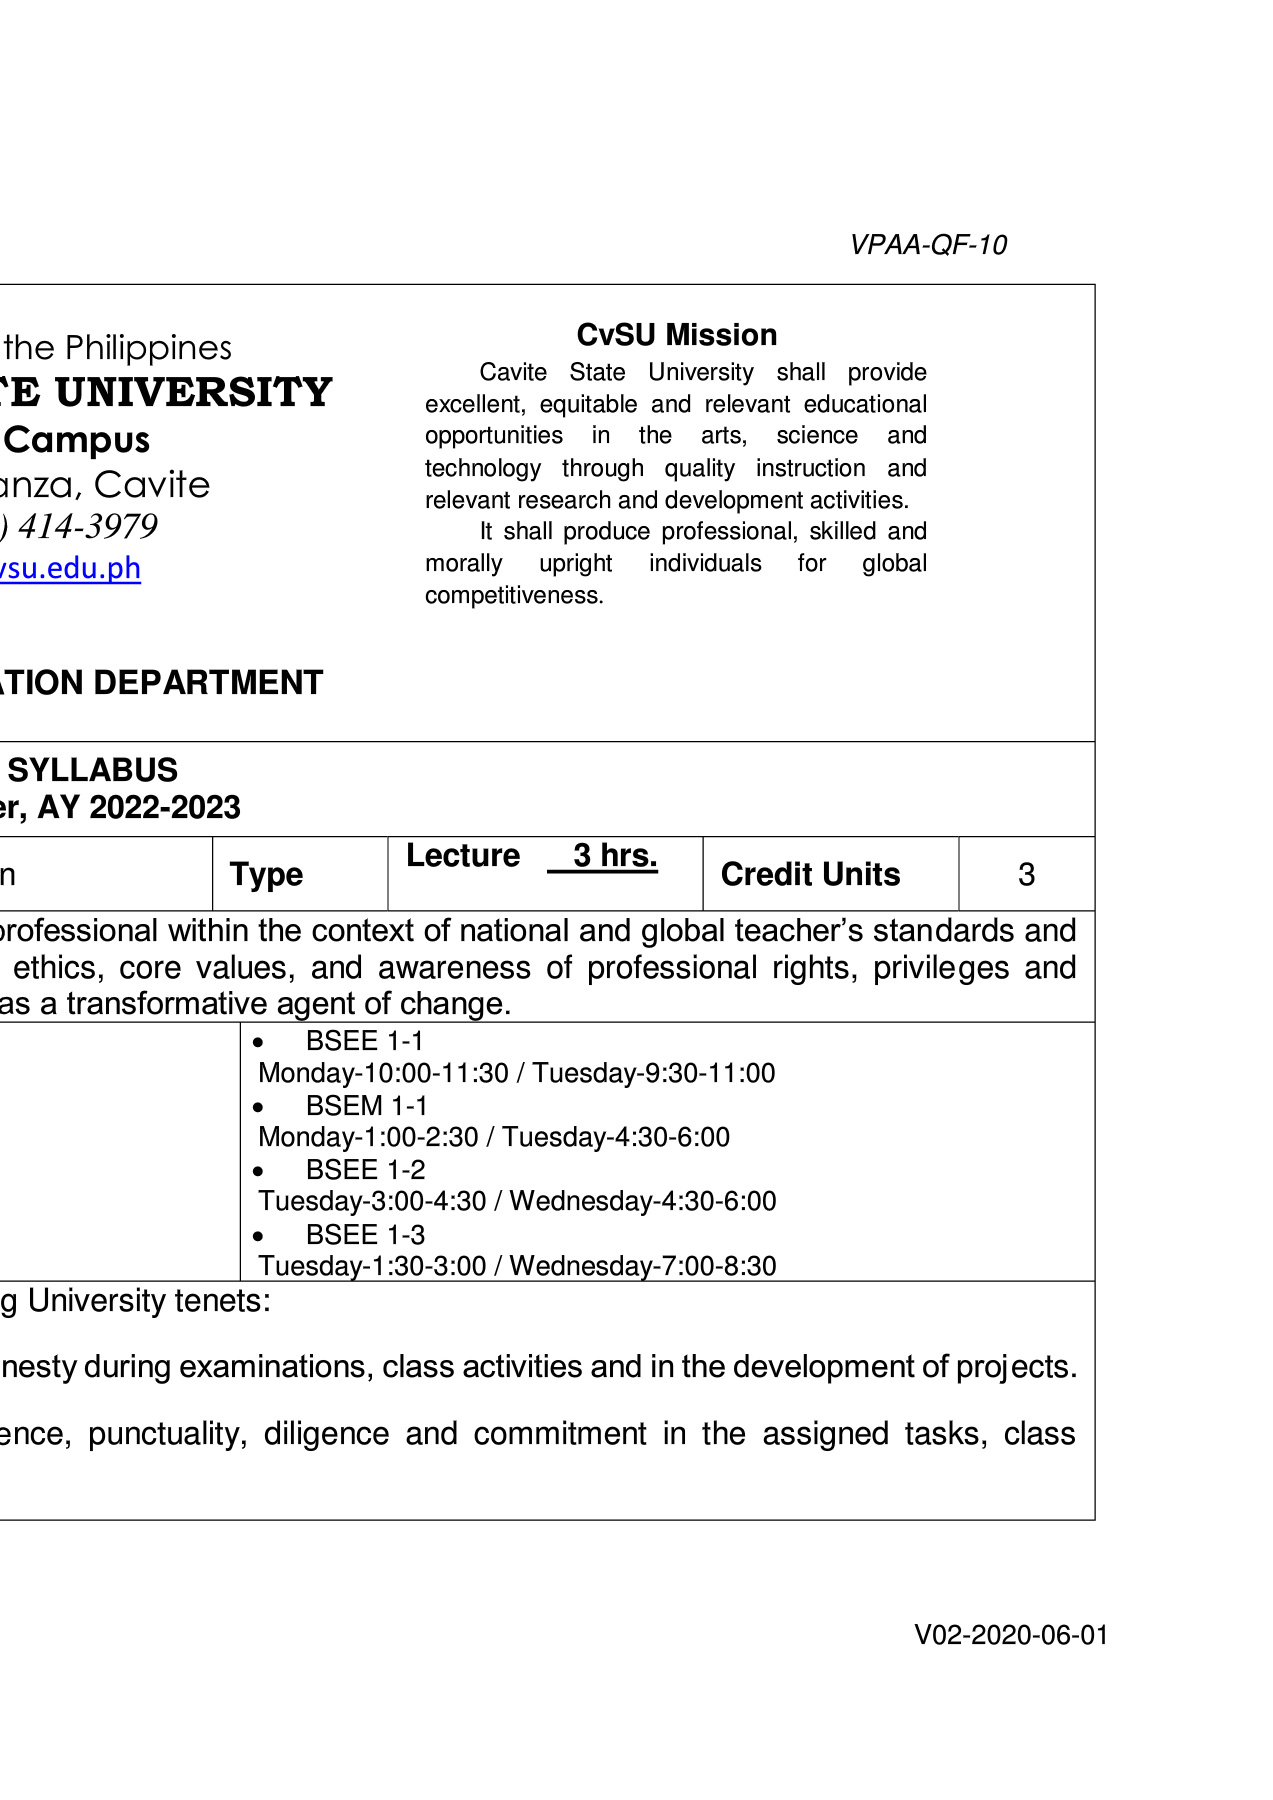 VPAA-QF-10
the Philippines
TE UNIVERSITY
Campus
anza, Cavite
) 414-3979
vsu.edu.ph
ATION DEPARTMENT
CvSU Mission
Cavite State University shall provide
excellent, equitable and relevant educational
opportunities in the arts, science and
technology through quality instruction and
relevant research and development activities.
It shall produce professional, skilled and
morally upright individuals for global
competitiveness.
SYLLABUS
er, AY 2022-2023
n Type Lecture 3 hrs. Credit Units 3
professional within the context of national and global teacher’s standards and
ethics, core values, and awareness of professional rights, privileges and
as a transformative agent of change.
• BSEE 1-1
Monday-10:00-11:30 / Tuesday-9:30-11:00
• BSEM 1-1
Monday-1:00-2:30 / Tuesday-4:30-6:00
• BSEE 1-2
Tuesday-3:00-4:30 / Wednesday-4:30-6:00
• BSEE 1-3
Tuesday-1:30-3:00 / Wednesday-7:00-8:30
g University tenets:
nesty during examinations, class activities and in the development of projects.
ence, punctuality, diligence and commitment in the assigned tasks, class
V02-2020-06-01